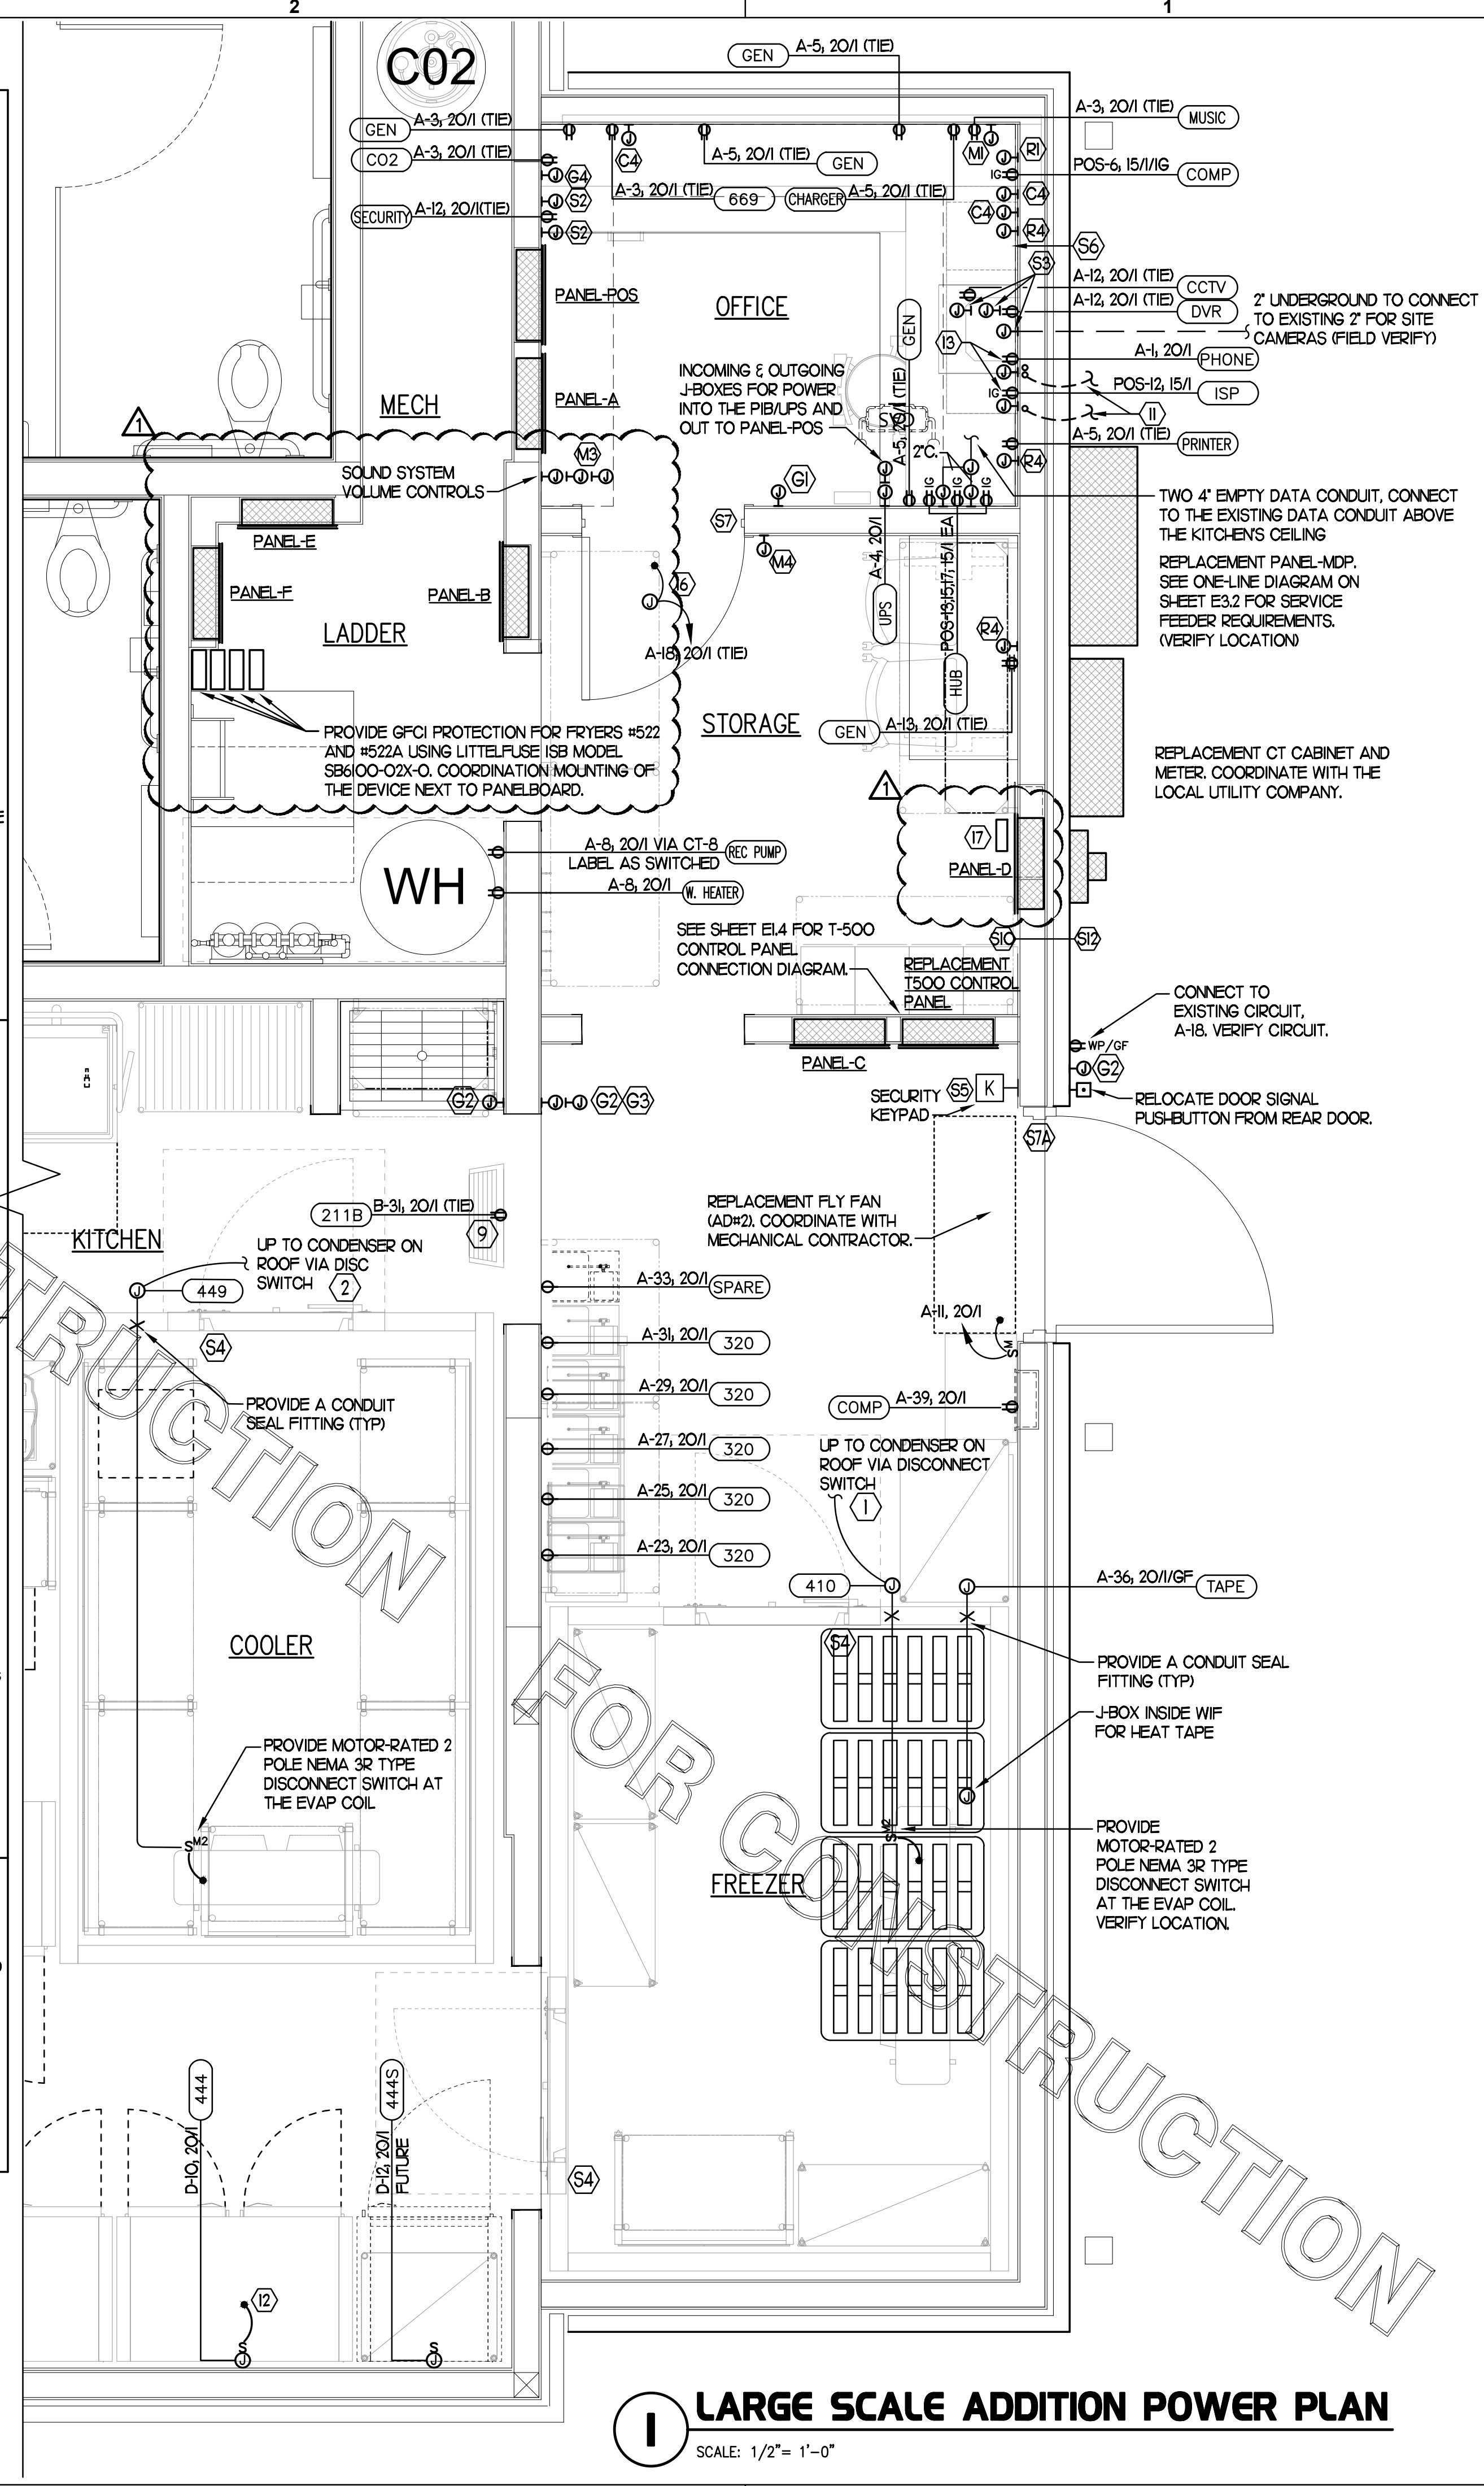 2
1
C02
GEN
A-5, 20/1 (TIE)
GEN
A-3, 20/1 (TIE)
CO2
A-3, 20/1 (TIE)
G4
S2
SECURITY
A-12, 20/1(TIE)
S2
C4
A-5, 20/1 (TIE)
GEN
A-3, 20/1 (TIE)
669
CHARGER
A-5, 20/1 (TIE)
M1
A-3, 20/1 (TIE)
MUSIC
R1
POS-6, 15/1/IG
COMP
IG
C4
C4
R4
S6
S3
A-12, 20/1 (TIE)
CCTV
A-12, 20/1 (TIE)
DVR
2" UNDERGROUND TO CONNECT
TO EXISTING 2" FOR SITE
CAMERAS (FIELD VERIFY)
13
A-1, 20/1
PHONE
IG
POS-12, 15/1
ISP
11
A-5, 20/1 (TIE)
PRINTER
R4
PANEL-POS
OFFICE
GEN
A-5, 20/1 (TIE)
INCOMING & OUTGOING
J-BOXES FOR POWER
INTO THE PIB/UPS AND
OUT TO PANEL-POS
MECH
PANEL-A
2"C.
IG
IG
IG
1
M3
SOUND SYSTEM
VOLUME CONTROLS
G1
S7
M4
PANEL-E
PANEL-F
PANEL-B
LADDER
16
A-18, 20/1 (TIE)
A-4, 20/1
UPS
POS-13,15,17, 15/1 EA
HUB
R4
TWO 4" EMPTY DATA CONDUIT, CONNECT
TO THE EXISTING DATA CONDUIT ABOVE
THE KITCHEN'S CEILING
REPLACEMENT PANEL-MDP.
SEE ONE-LINE DIAGRAM ON
SHEET E3.2 FOR SERVICE
FEEDER REQUIREMENTS.
(VERIFY LOCATION)
STORAGE
GEN
A-13, 20/1 (TIE)
PROVIDE GFCI PROTECTION FOR FRYERS #522
AND #522A USING LITTELFUSE ISB MODEL
SB6100-02X-0. COORDINATION MOUNTING OF
THE DEVICE NEXT TO PANELBOARD.
REPLACEMENT CT CABINET AND
METER. COORDINATE WITH THE
LOCAL UTILITY COMPANY.
1
17
PANEL-D
WH
A-8, 20/1 VIA CT-8
LABEL AS SWITCHED
REC PUMP
A-8, 20/1
W. HEATER
SEE SHEET E1.4 FOR T-500
CONTROL PANEL
CONNECTION DIAGRAM.
S10
S12
REPLACEMENT
T500 CONTROL
PANEL
PANEL-C
CONNECT TO
EXISTING CIRCUIT,
A-18. VERIFY CIRCUIT.
WP/GF
G2
RELOCATE DOOR SIGNAL
PUSHBUTTON FROM REAR DOOR.
G2
G2
G3
SECURITY
KEYPAD
S5
K
S7A
REPLACEMENT FLY FAN
(AD#2). COORDINATE WITH
MECHANICAL CONTRACTOR.
211B
B-31, 20/1 (TIE)
9
KITCHEN
UP TO CONDENSER ON
ROOF VIA DISC
SWITCH
2
449
S4
PROVIDE A CONDUIT
SEAL FITTING (TYP)
A-33, 20/1
SPARE
A-31, 20/1
320
A-29, 20/1
320
A-27, 20/1
320
A-25, 20/1
320
A-23, 20/1
320
A-11, 20/1
SM
COMP
A-39, 20/1
UP TO CONDENSER ON
ROOF VIA DISCONNECT
SWITCH
1
410
A-36, 20/1/GF
TAPE
S4
PROVIDE A CONDUIT SEAL
FITTING (TYP)
J-BOX INSIDE WIF
FOR HEAT TAPE
COOLER
PROVIDE MOTOR-RATED 2
POLE NEMA 3R TYPE
DISCONNECT SWITCH AT
THE EVAP COIL
SM2
SM2
PROVIDE
MOTOR-RATED 2
POLE NEMA 3R TYPE
DISCONNECT SWITCH
AT THE EVAP COIL.
VERIFY LOCATION.
FREEZER
TRUCTION
FOR CONSTRUCTION
444
D-10, 20/1
444S
D-12, 20/1
FUTURE
S4
12
S
S
1
LARGE SCALE ADDITION POWER PLAN
SCALE: 1/2"= 1'-0"